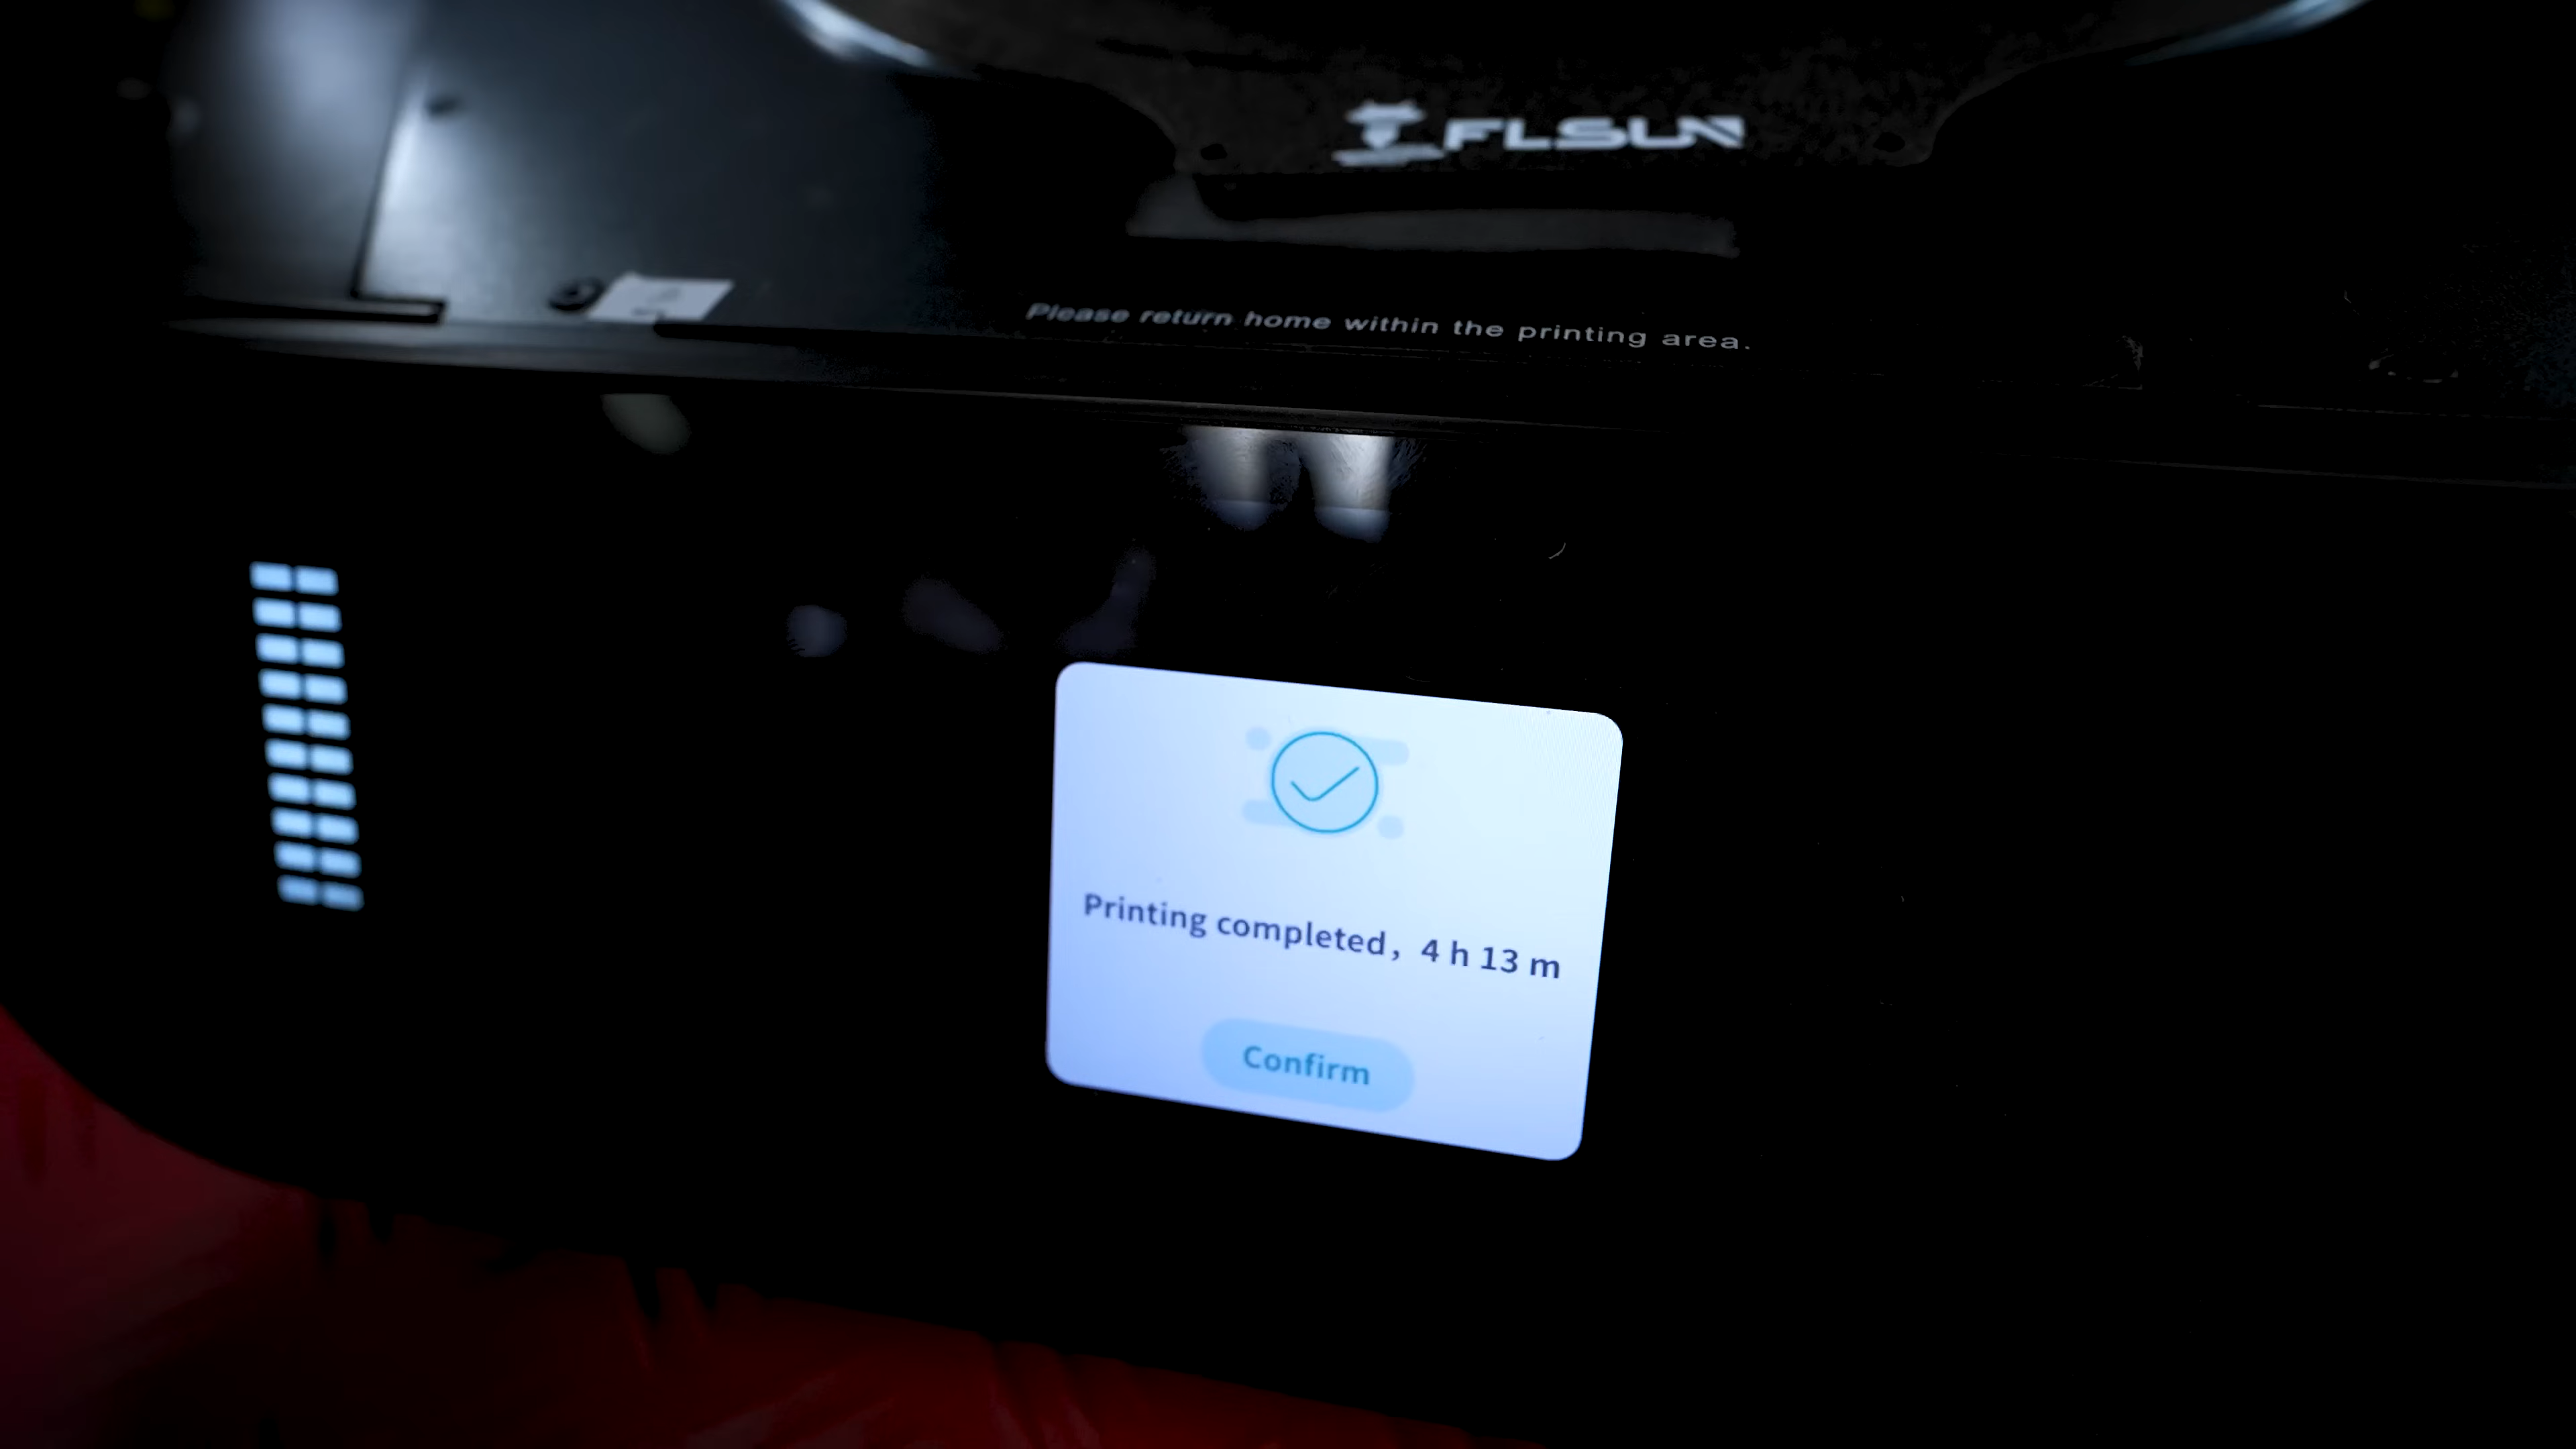 FLSUN
Please return home within the printing area.
Printing completed, 4 h 13 m
Confirm